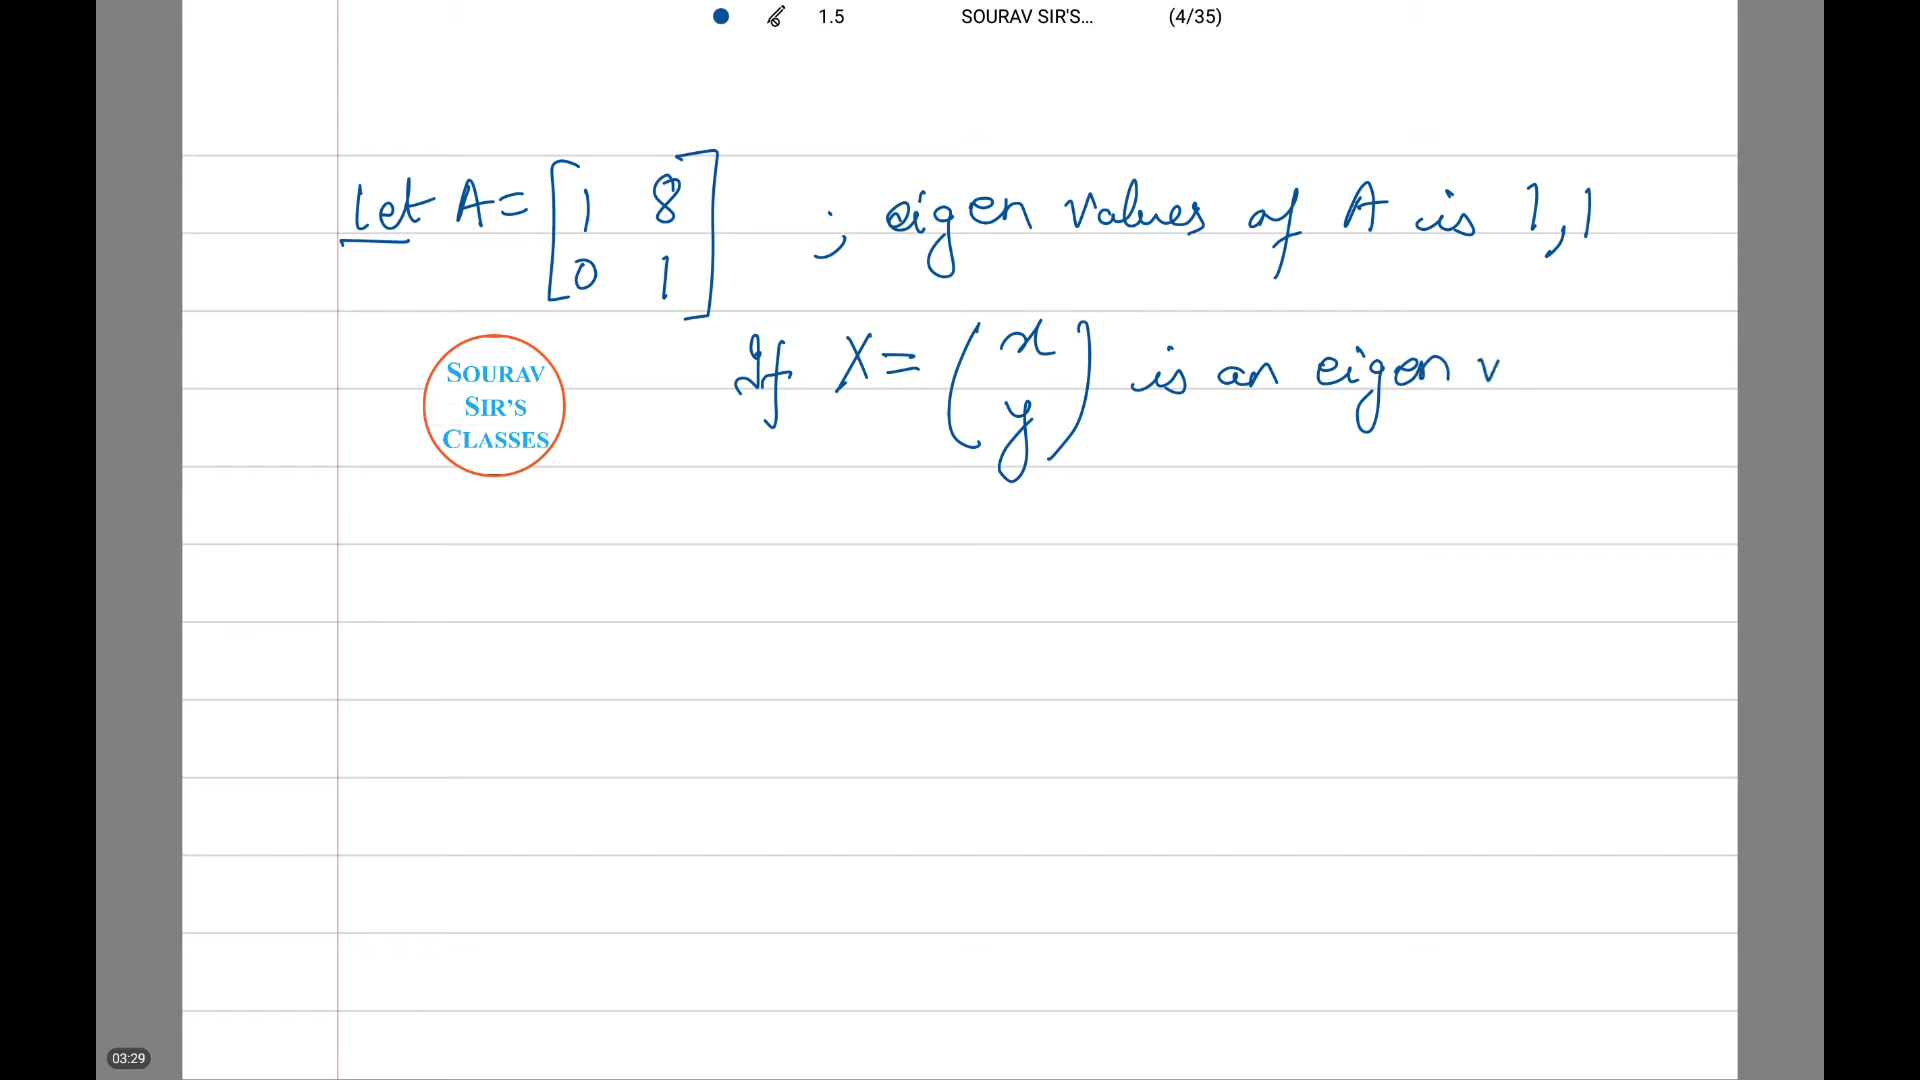 1.5 SOURAV SIR'S... (4/35)
Let A = [1 8 ; eigen values of A is 1, 1
0 1]
If X = (x is an eigen v
y)
SOURAV
SIR'S
CLASSES
03:29